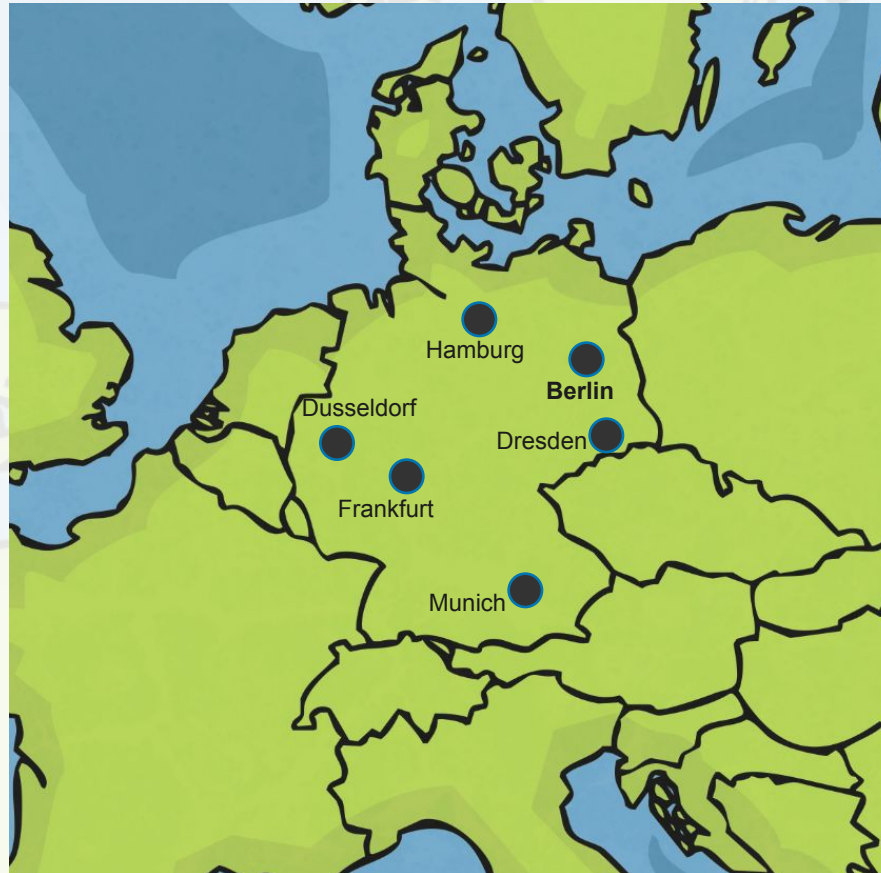 Hamburg
Berlin
Dusseldorf
Dresden
Frankfurt
Munich